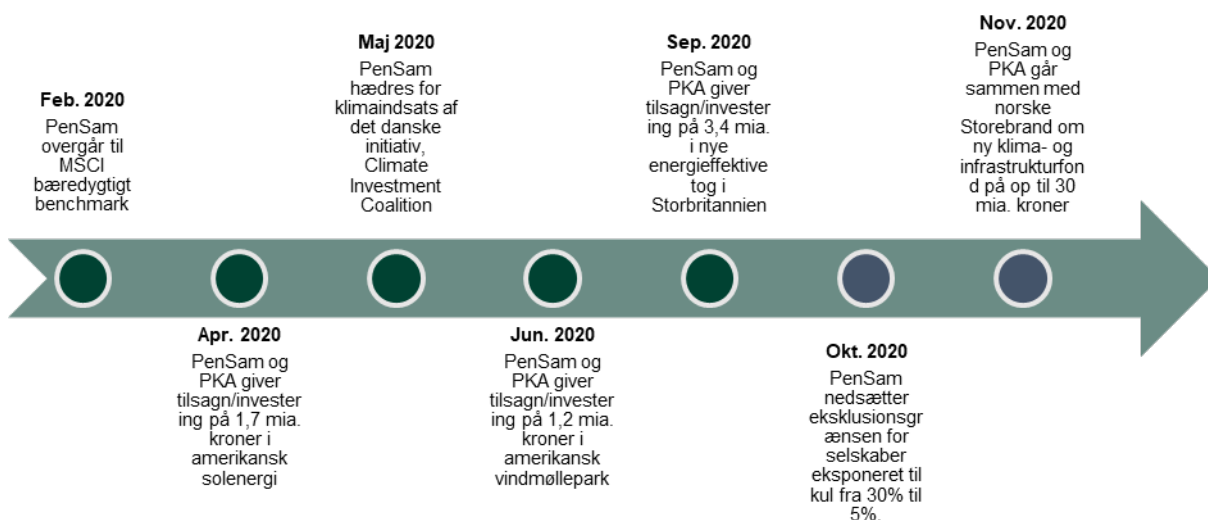 Feb. 2020
PenSam
overgår til
MSCI
bæredygtigt
benchmark
Apr. 2020
PenSam og
PKA giver
tilsagn/invester
ing på 1,7 mia.
kroner i
amerikansk
solenergi
Maj 2020
PenSam
hædres for
klimaindsats af
det danske
initiativ,
Climate
Investment
Coalition
Jun. 2020
PenSam og
PKA giver
tilsagn/invester
ing på 1,2 mia.
kroner i
amerikansk
vindmøllepark
Sep. 2020
PenSam og
PKA giver
tilsagn/invester
ing på 3,4 mia.
i nye
energieffektive
tog i
Storbritannien
Okt. 2020
PenSam
nedsætter
eksklusionsgr
ænsen for
selskaber
eksponeret til
kul fra 30% til
5%.
Nov. 2020
PenSam og
PKA går
sammen med
norske
Storebrand om
ny klima- og
infrastrukturfon
d på op til 30
mia. kroner